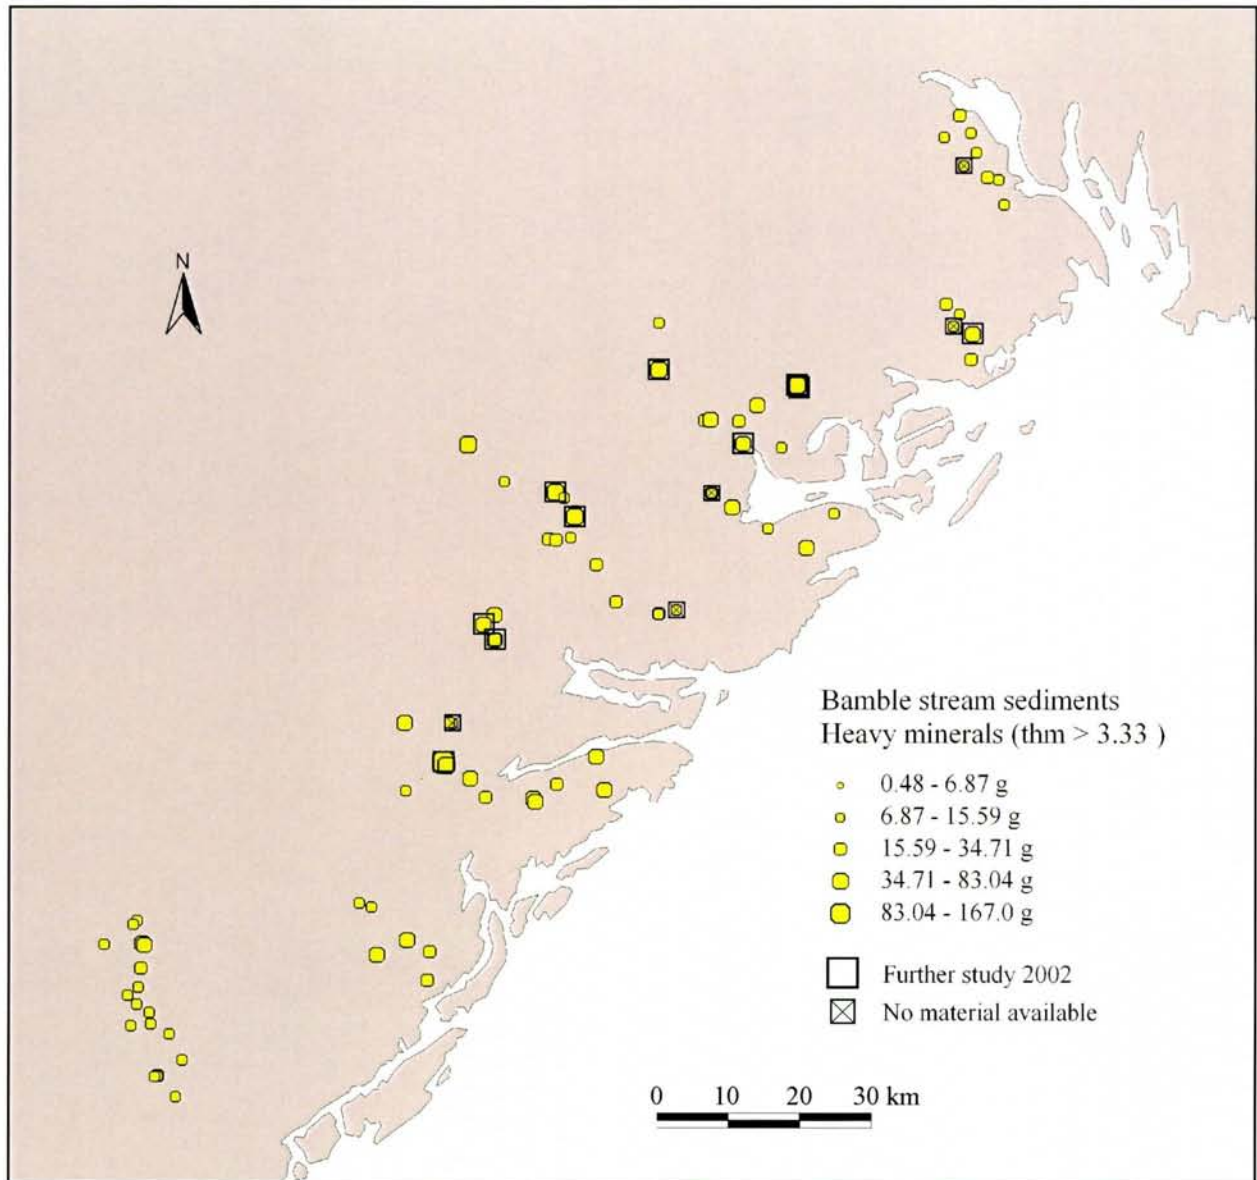 N
Bamble stream sediments
Heavy minerals (thm > 3.33 )
0.48 - 6.87 g
6.87 - 15.59 g
15.59 - 34.71 g
34.71 - 83.04 g
83.04 - 167.0 g
Further study 2002
No material available
0 10 20 30 km